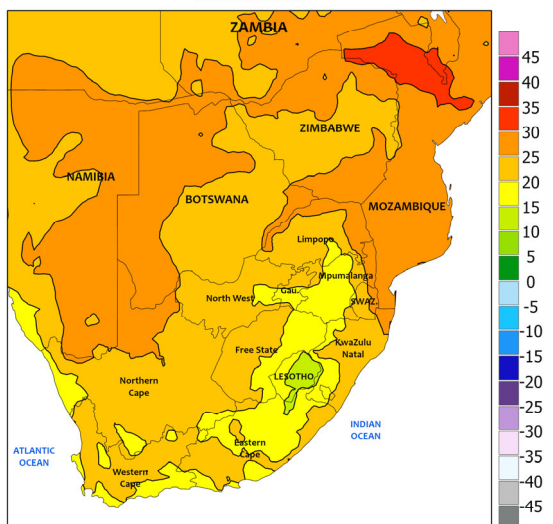 ZAMBIA
ZIMBABWE
NAMIBIA
BOTSWANA
MOZAMBIQUE
Limpopo
Mpumalanga
Gau.
North West
SWAZ.
Free State
KwaZulu
Natal
LESOTHO
Northern
Cape
Eastern
Cape
Western
Cape
ATLANTIC
OCEAN
INDIAN
OCEAN
45
40
35
30
25
20
15
10
5
0
-5
-10
-15
-20
-25
-30
-35
-40
-45